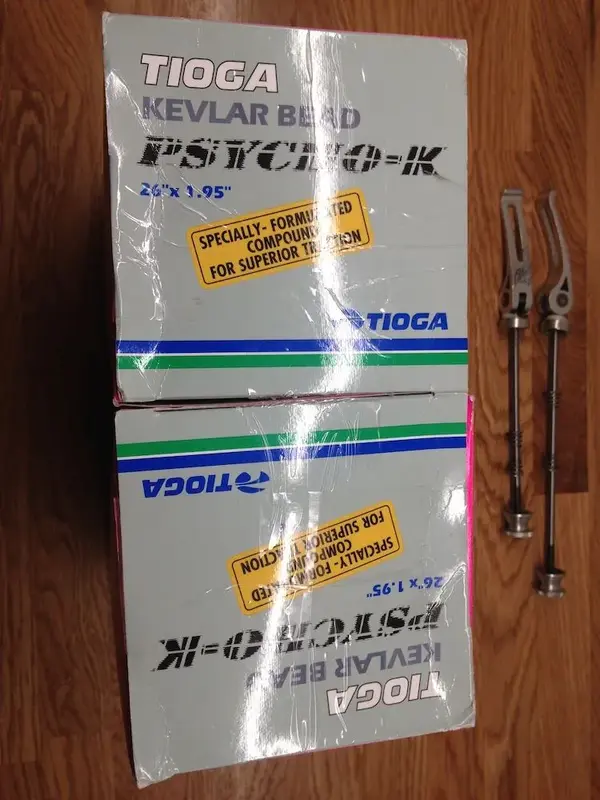 TIOGA
KEVLAR BEAD
PSYCHO-K
26"x 1.95"
SPECIALLY- FORMULATED
COMPOUND
FOR SUPERIOR TRACTION
TIOGA
TIOGA
SPECIALLY- FORMULATED
COMPOUND
FOR SUPERIOR TRACTION
26"x 1.95"
PSYCHO-K
KEVLAR BEAD
TIOGA